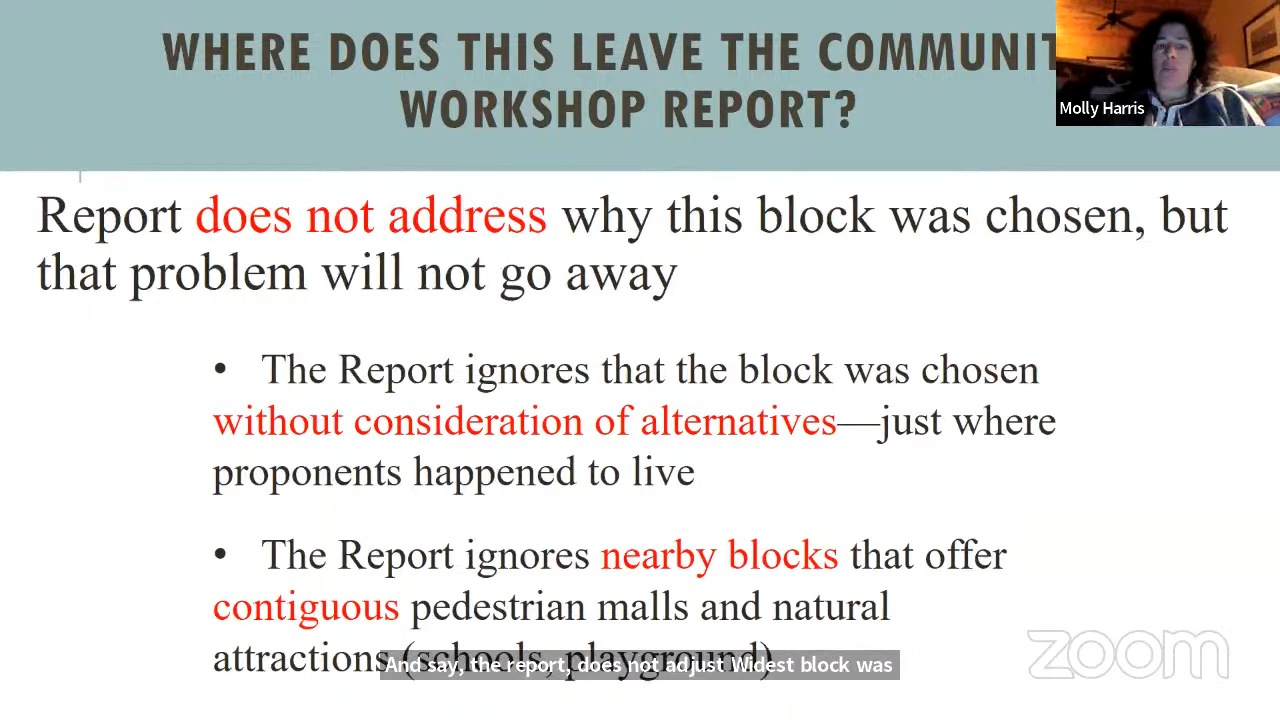 WHERE DOES THIS LEAVE THE COMMUNIT
WORKSHOP REPORT?
Molly Harris
Report does not address why this block was chosen, but
that problem will not go away
• The Report ignores that the block was chosen
without consideration of alternatives—just where
proponents happened to live
• The Report ignores nearby blocks that offer
contiguous pedestrian malls and natural
attractions (schools, playground)
And say, the report, does not adjust Widest block was
zoom